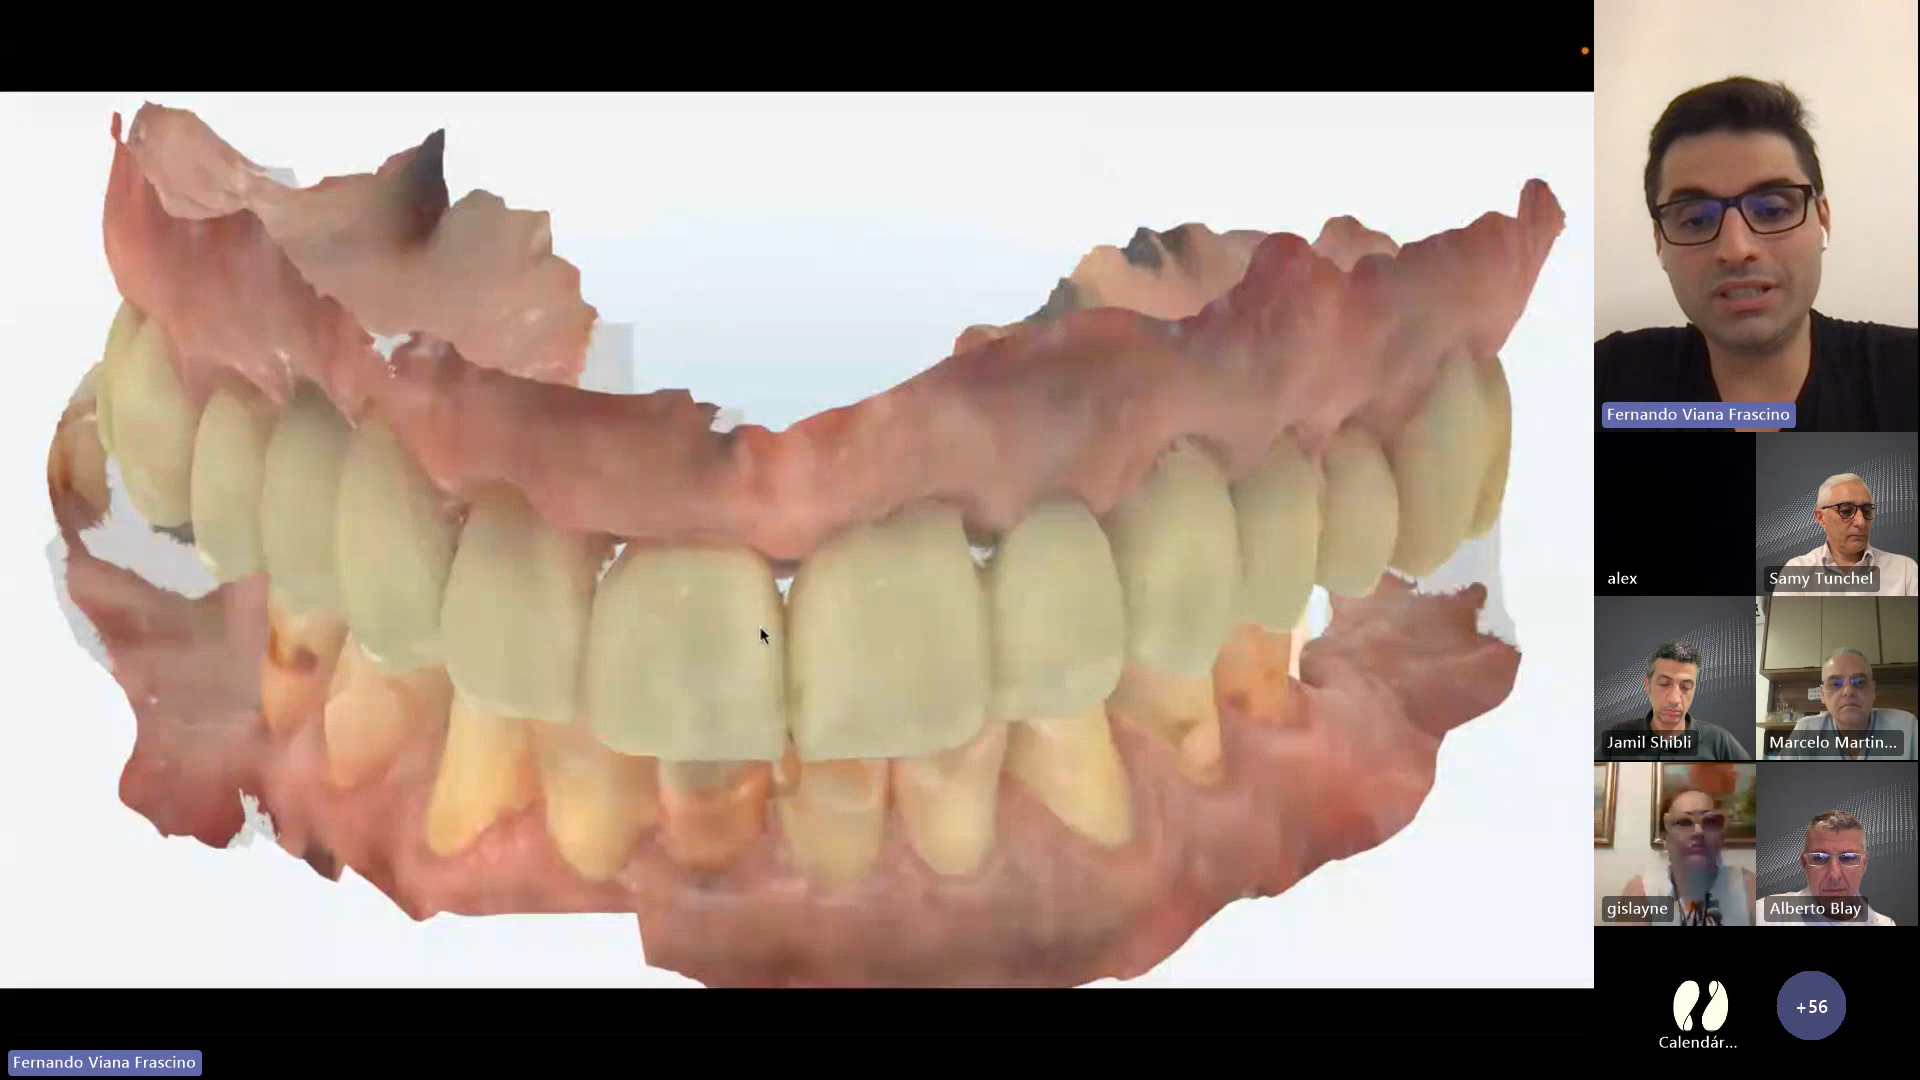 Fernando Viana Frascino
alex
Samy Tunchel
Jamil Shibli
Marcelo Martin...
gislayne
Alberto Blay
Calendár...
+56
Fernando Viana Frascino